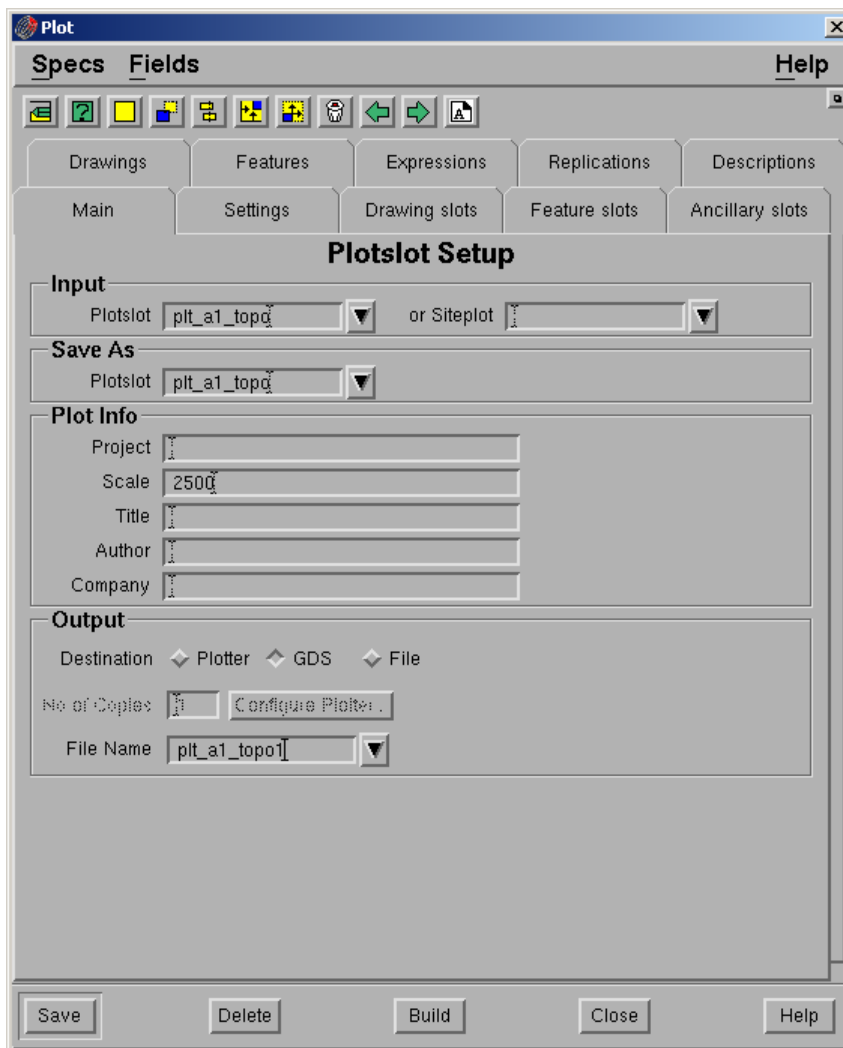 Plot
Specs Fields Help
Drawings Features Expressions Replications Descriptions
Main Settings Drawing slots Feature slots Ancillary slots
Plotslot Setup
Input
Plotslot plt_a1_topo or Siteplot
Save As
Plotslot plt_a1_topo
Plot Info
Project
Scale 2500
Title
Author
Company
Output
Destination Plotter GDS File
No of Copies 1 Configure Plotter.
File Name plt_a1_topo1
Save Delete Build Close Help